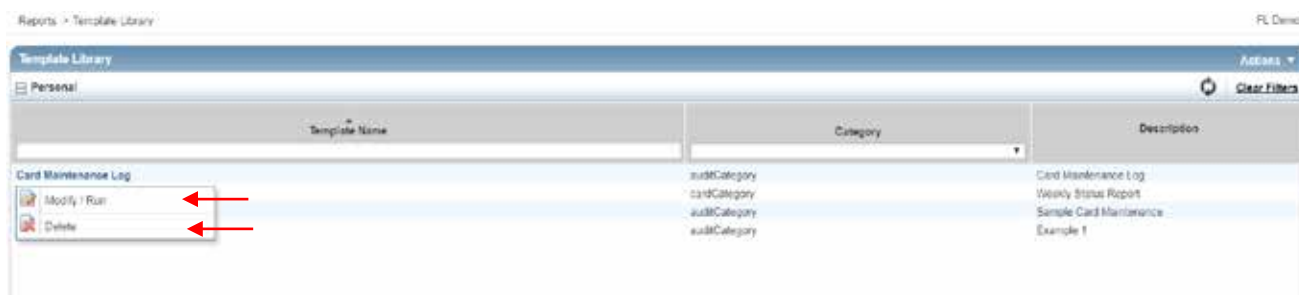 Reports > Template Library FL Demo
Template Library Actions
Personal Clear Filters
Template Name Category Description
Card Maintenance Log auditCategory Card Maintenance Log
Modify / Run cardCategory Weekly Status Report
auditCategory Sample Card Maintenance
Delete auditCategory Example 1